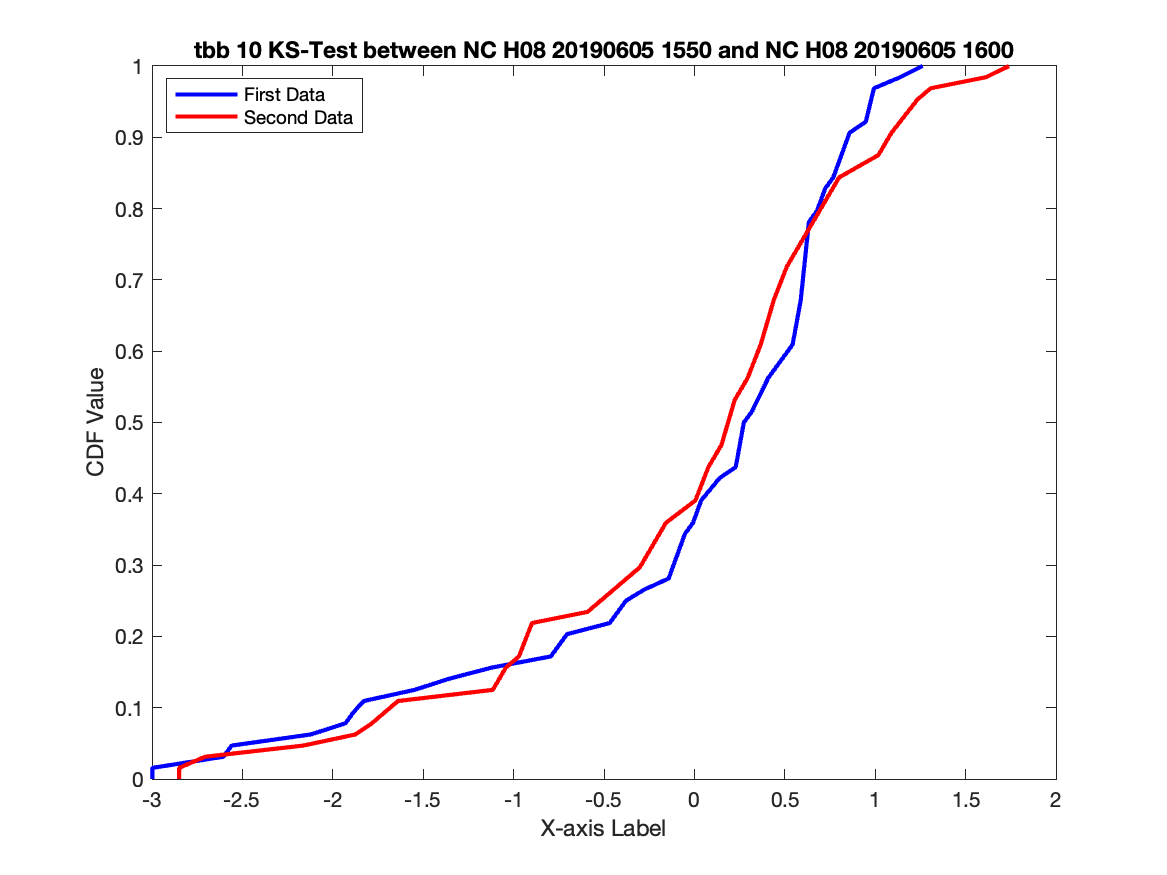 tbb 10 KS-Test between NC H08 20190605 1550 and NC H08 20190605 1600
First Data
Second Data
1
0.9
0.8
0.7
0.6
0.5
0.4
0.3
0.2
0.1
0
CDF Value
-3 -2.5 -2 -1.5 -1 -0.5 0 0.5 1 1.5 2
X-axis Label